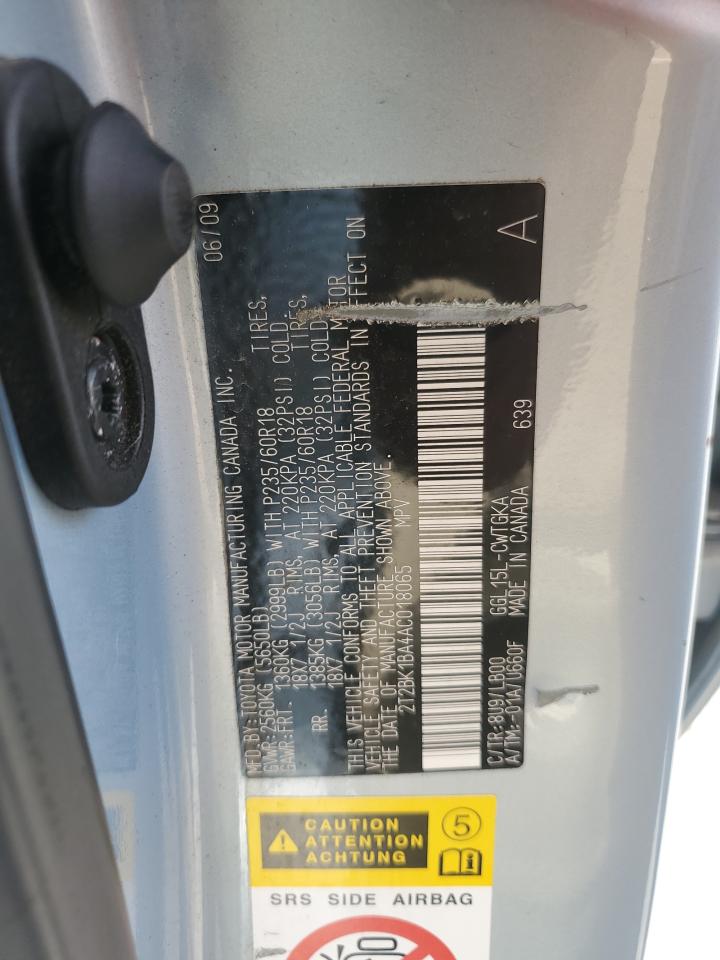 MFD.BY:TOYOTA MOTOR MANUFACTURING CANADA INC. 06/09
GVWR:2560KG (5650LB)
GAWR:FRT. 1360KG (2999LB) WITH P235/60R18 TIRES,
18X7 1/2J RIMS, AT 220KPA (32PSI) COLD.
RR. 1385KG (3056LB) WITH P235/60R18 TIRES,
18X7 1/2J RIMS, AT 220KPA (32PSI) COLD.
THIS VEHICLE CONFORMS TO ALL APPLICABLE FEDERAL MOTOR
VEHICLE SAFETY AND THEFT PREVENTION STANDARDS IN EFFECT ON
THE DATE OF MANUFACTURE SHOWN ABOVE.
2T2BK1BA4AC018065 MPV
C/TR:8U9/LB00 GGL15L-CWTGKA 639 A
A/TM:-01A/U660F MADE IN CANADA
CAUTION
ATTENTION
ACHTUNG
5
SRS SIDE AIRBAG